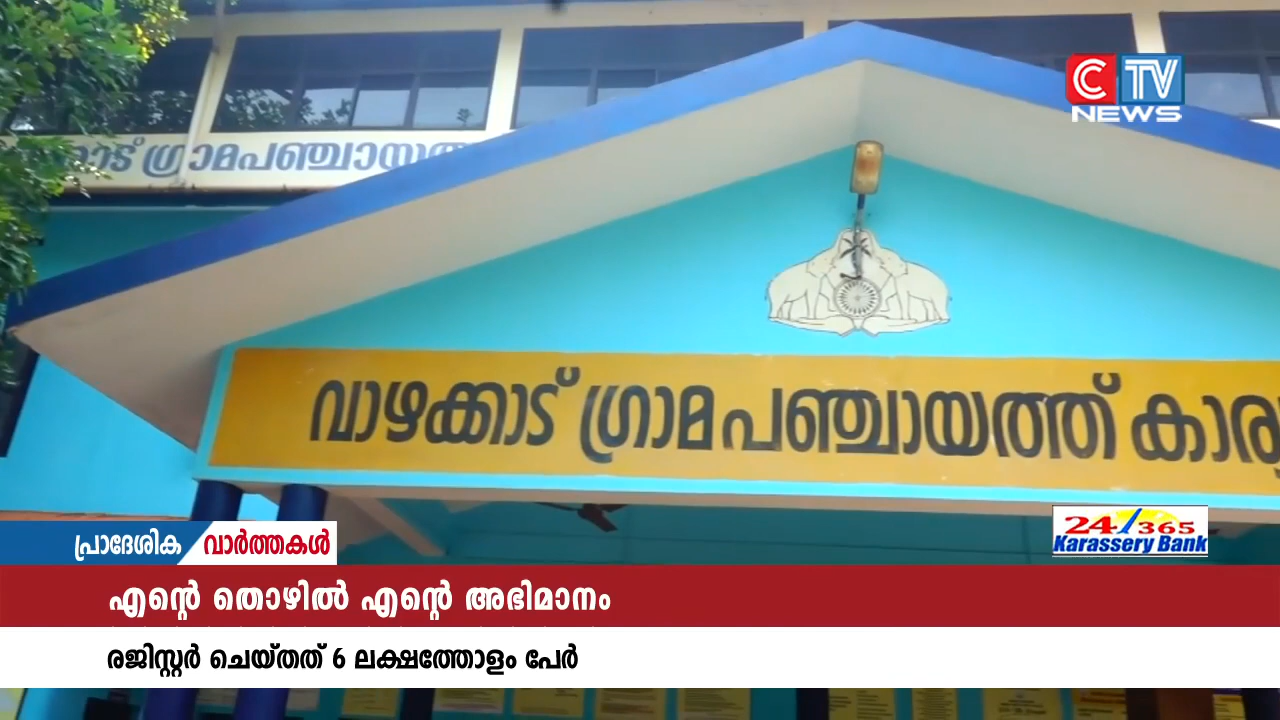 CTV
NEWS
ഗ്രാമപഞ്ചായത്ത്
വാഴക്കാട് ഗ്രാമപഞ്ചായത്ത്
24/365
Karassery Bank
പ്രാദേശിക വാർത്തകൾ
എന്റെ തൊഴിൽ എന്റെ അഭിമാനം
രജിസ്റ്റർ ചെയ്തത് 6 ലക്ഷത്തോളം പേർ